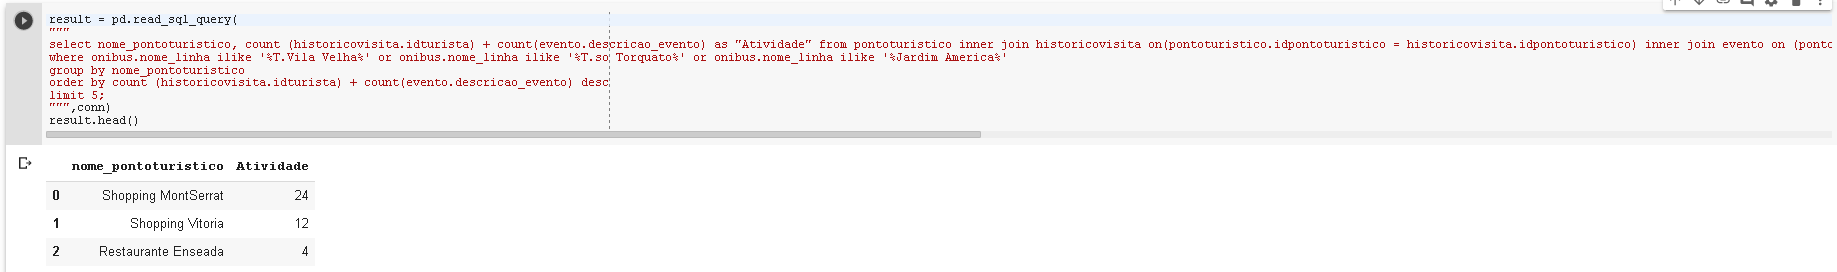 result = pd.read_sql_query(
"""
select nome_pontoturistico, count (historicovisita.idturista) + count(evento.descricao_evento) as "Atividade" from pontoturistico inner join historicovisita on(pontoturistico.idpontoturistico = historicovisita.idpontoturistico) inner join evento on (ponto
where onibus.nome_linha ilike '%T.Vila Velha%' or onibus.nome_linha ilike '%T.so Torquato%' or onibus.nome_linha ilike '%Jardim America%'
group by nome_pontoturistico
order by count (historicovisita.idturista) + count(evento.descricao_evento) desc
limit 5;
""",conn)
result.head()
nome_pontoturistico Atividade
0 Shopping MontSerrat 24
1 Shopping Vitoria 12
2 Restaurante Enseada 4